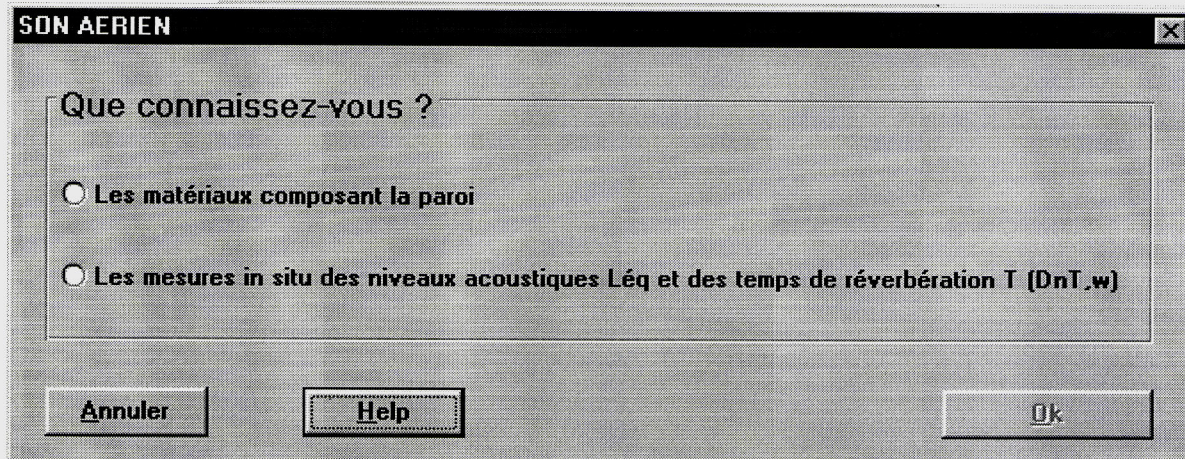 SON AERIEN
Que connaissez-vous ?
Les matériaux composant la paroi
Les mesures in situ des niveaux acoustiques Léq et des temps de réverbération T (DnT,w)
Annuler
Help
Ok